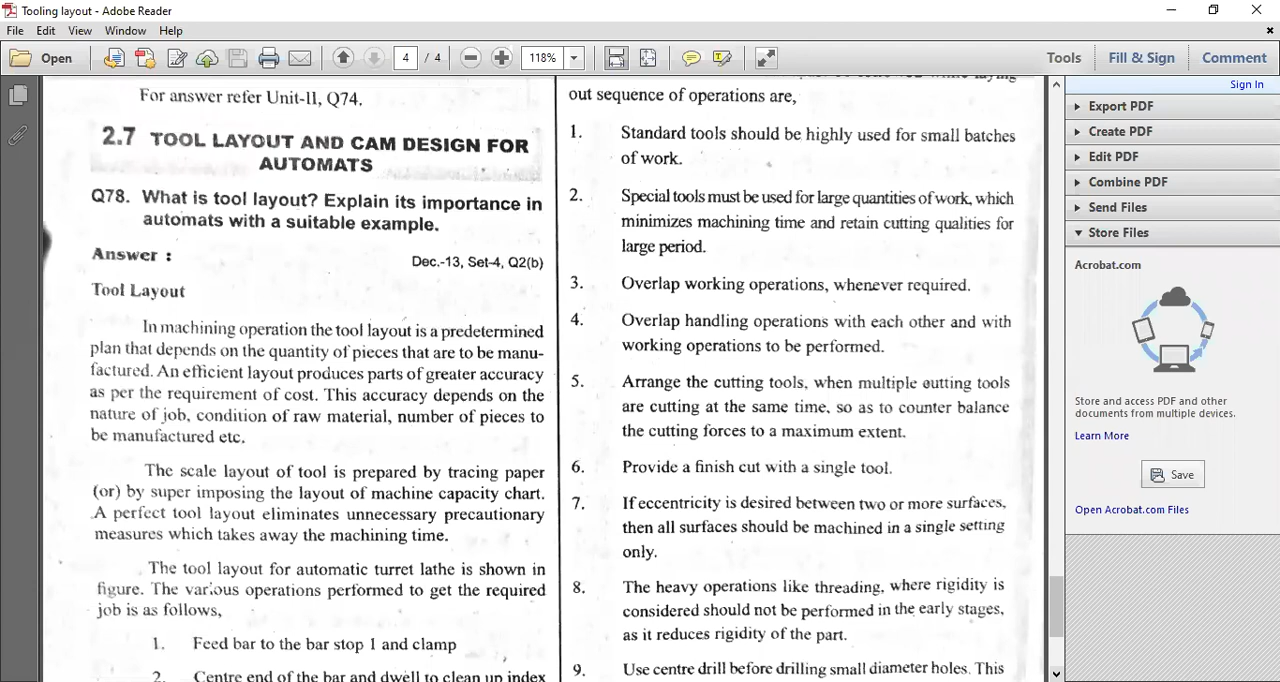 Tooling layout - Adobe Reader
File Edit View Window Help
Open 4 / 4 118% Tools Fill & Sign Comment
For answer refer Unit-II, Q74.
2.7 TOOL LAYOUT AND CAM DESIGN FOR
AUTOMATS
Q78. What is tool layout? Explain its importance in
automats with a suitable example.
Answer :
Dec.-13, Set-4, Q2(b)
Tool Layout
In machining operation the tool layout is a predetermined
plan that depends on the quantity of pieces that are to be manu-
factured. An efficient layout produces parts of greater accuracy
as per the requirement of cost. This accuracy depends on the
nature of job, condition of raw material, number of pieces to
be manufactured etc.
The scale layout of tool is prepared by tracing paper
(or) by super imposing the layout of machine capacity chart.
A perfect tool layout eliminates unnecessary precautionary
measures which takes away the machining time.
The tool layout for automatic turret lathe is shown in
figure. The various operations performed to get the required
job is as follows,
1. Feed bar to the bar stop 1 and clamp
2. Centre end of the bar and dwell to clean up index
while laying
out sequence of operations are,
1. Standard tools should be highly used for small batches
of work.
2. Special tools must be used for large quantities of work, which
minimizes machining time and retain cutting qualities for
large period.
3. Overlap working operations, whenever required.
4. Overlap handling operations with each other and with
working operations to be performed.
5. Arrange the cutting tools, when multiple cutting tools
are cutting at the same time, so as to counter balance
the cutting forces to a maximum extent.
6. Provide a finish cut with a single tool.
7. If eccentricity is desired between two or more surfaces,
then all surfaces should be machined in a single setting
only.
8. The heavy operations like threading, where rigidity is
considered should not be performed in the early stages,
as it reduces rigidity of the part.
9. Use centre drill before drilling small diameter holes. This
Sign In
Export PDF
Create PDF
Edit PDF
Combine PDF
Send Files
Store Files
Acrobat.com
Store and access PDF and other
documents from multiple devices.
Learn More
Save
Open Acrobat.com Files